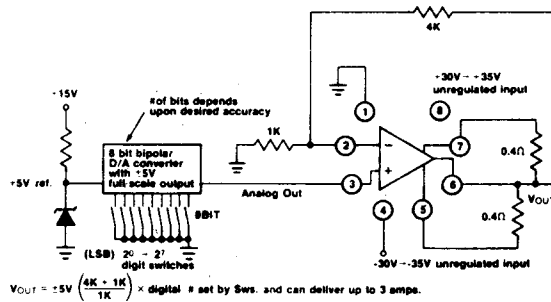 4K
-15V
#of bits depends
upon desired accuracy
+30V → +35V
unregulated input
1
8
1K
8 bit bipolar
D/A converter
with ±5V
full-scale output
2
−
7
0.4Ω
+5V ref.
Analog Out
3
+
6
VOUT
8BIT
4
5
0.4Ω
(LSB) 2⁰ → 2⁷
digit switches
-30V→-35V unregulated input
VOUT = ±5V (4K + 1K / 1K) × digital # set by Sws. and can deliver up to 3 amps.